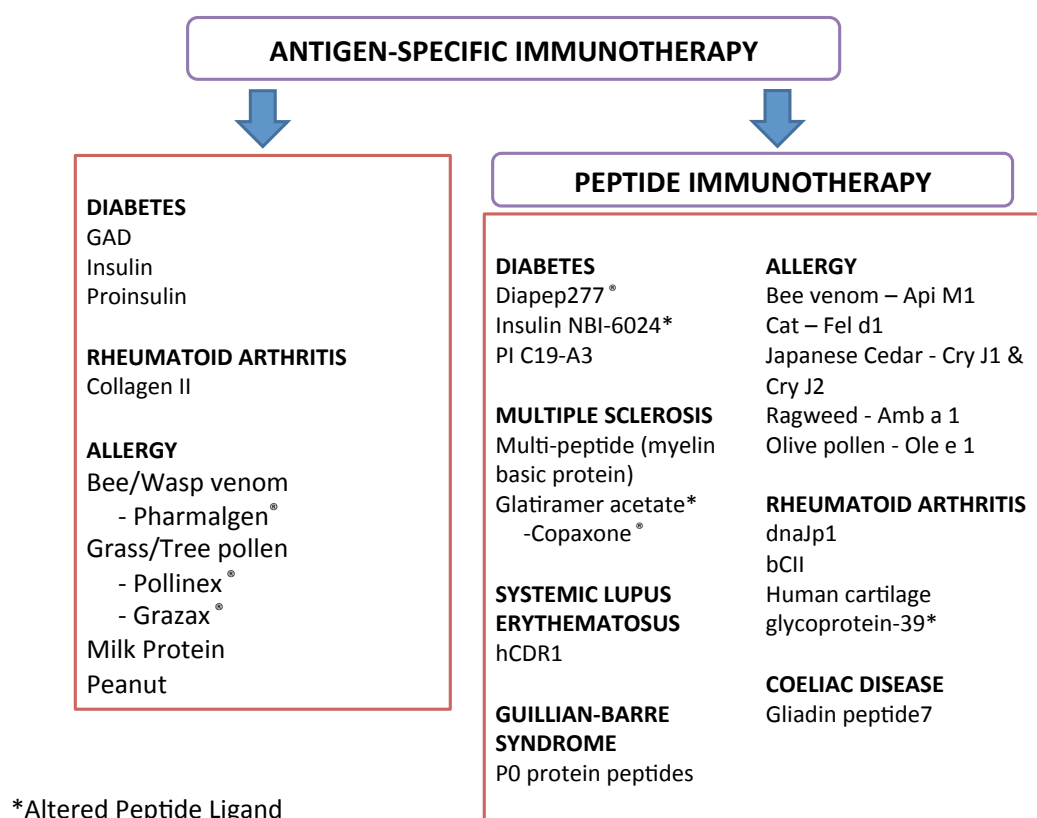 ANTIGEN-SPECIFIC IMMUNOTHERAPY
DIABETES
GAD
Insulin
Proinsulin
RHEUMATOID ARTHRITIS
Collagen II
ALLERGY
Bee/Wasp venom
- Pharmalgen®
Grass/Tree pollen
- Pollinex®
- Grazax®
Milk Protein
Peanut
PEPTIDE IMMUNOTHERAPY
DIABETES
Diapep277®
Insulin NBI-6024*
PI C19-A3
MULTIPLE SCLEROSIS
Multi-peptide (myelin
basic protein)
Glatiramer acetate*
-Copaxone®
SYSTEMIC LUPUS
ERYTHEMATOSUS
hCDR1
GUILLIAN-BARRE
SYNDROME
P0 protein peptides
ALLERGY
Bee venom – Api M1
Cat – Fel d1
Japanese Cedar - Cry J1 &
Cry J2
Ragweed - Amb a 1
Olive pollen - Ole e 1
RHEUMATOID ARTHRITIS
dnaJp1
bCII
Human cartilage
glycoprotein-39*
COELIAC DISEASE
Gliadin peptide7
*Altered Peptide Ligand